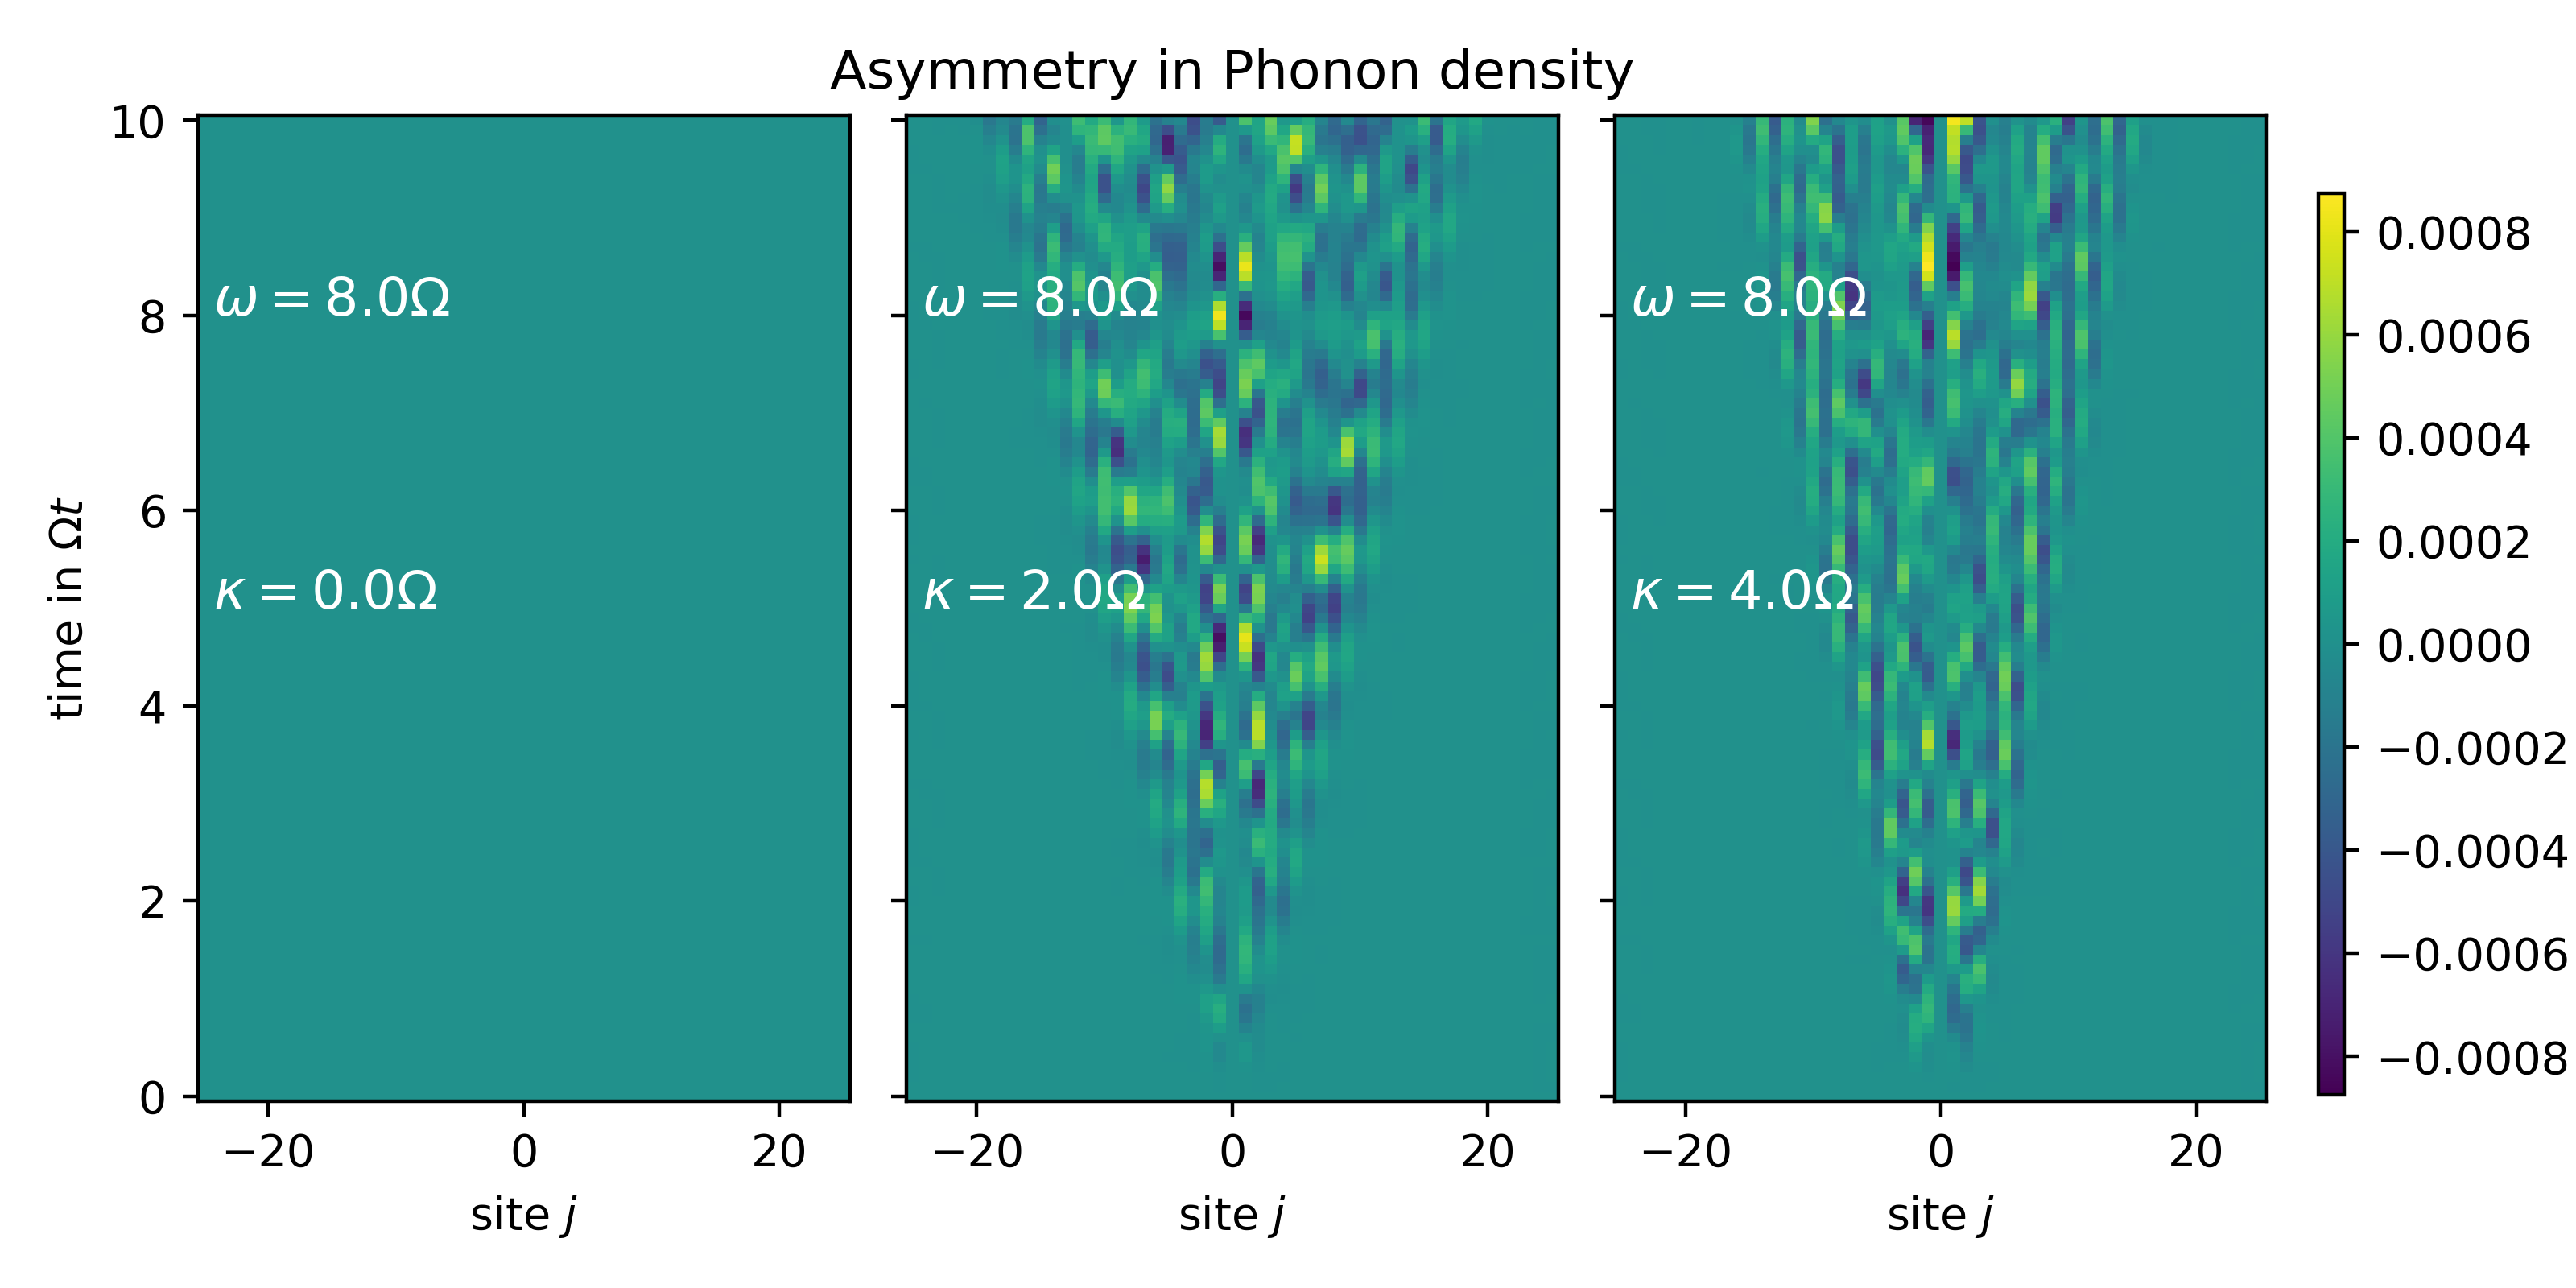 Asymmetry in Phonon density
time in Ωt
10
8
6
4
2
0
ω = 8.0Ω
κ = 0.0Ω
−20 0 20
site j
ω = 8.0Ω
κ = 2.0Ω
−20 0 20
site j
ω = 8.0Ω
κ = 4.0Ω
−20 0 20
site j
0.0008
0.0006
0.0004
0.0002
0.0000
−0.0002
−0.0004
−0.0006
−0.0008